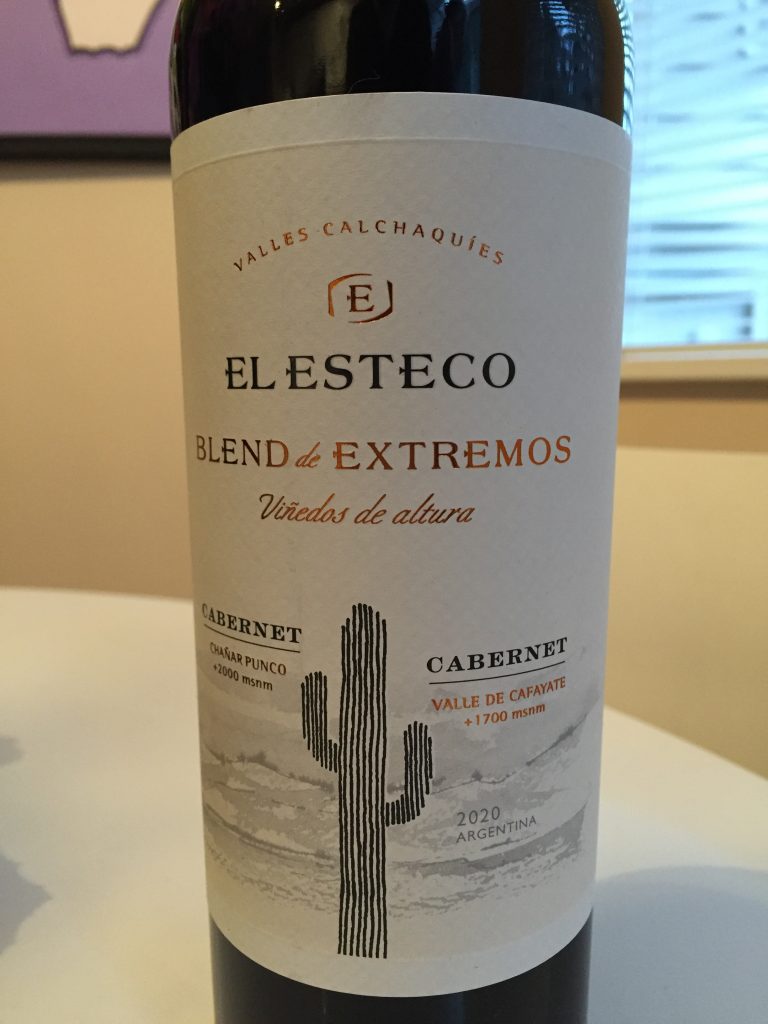 VALLES CALCHAQUÍES
E
EL ESTECO
BLEND de EXTREMOS
Viñedos de altura
CABERNET
CHAÑAR PUNCO
+2000 msnm
CABERNET
VALLE DE CAFAYATE
+1700 msnm
2020
ARGENTINA